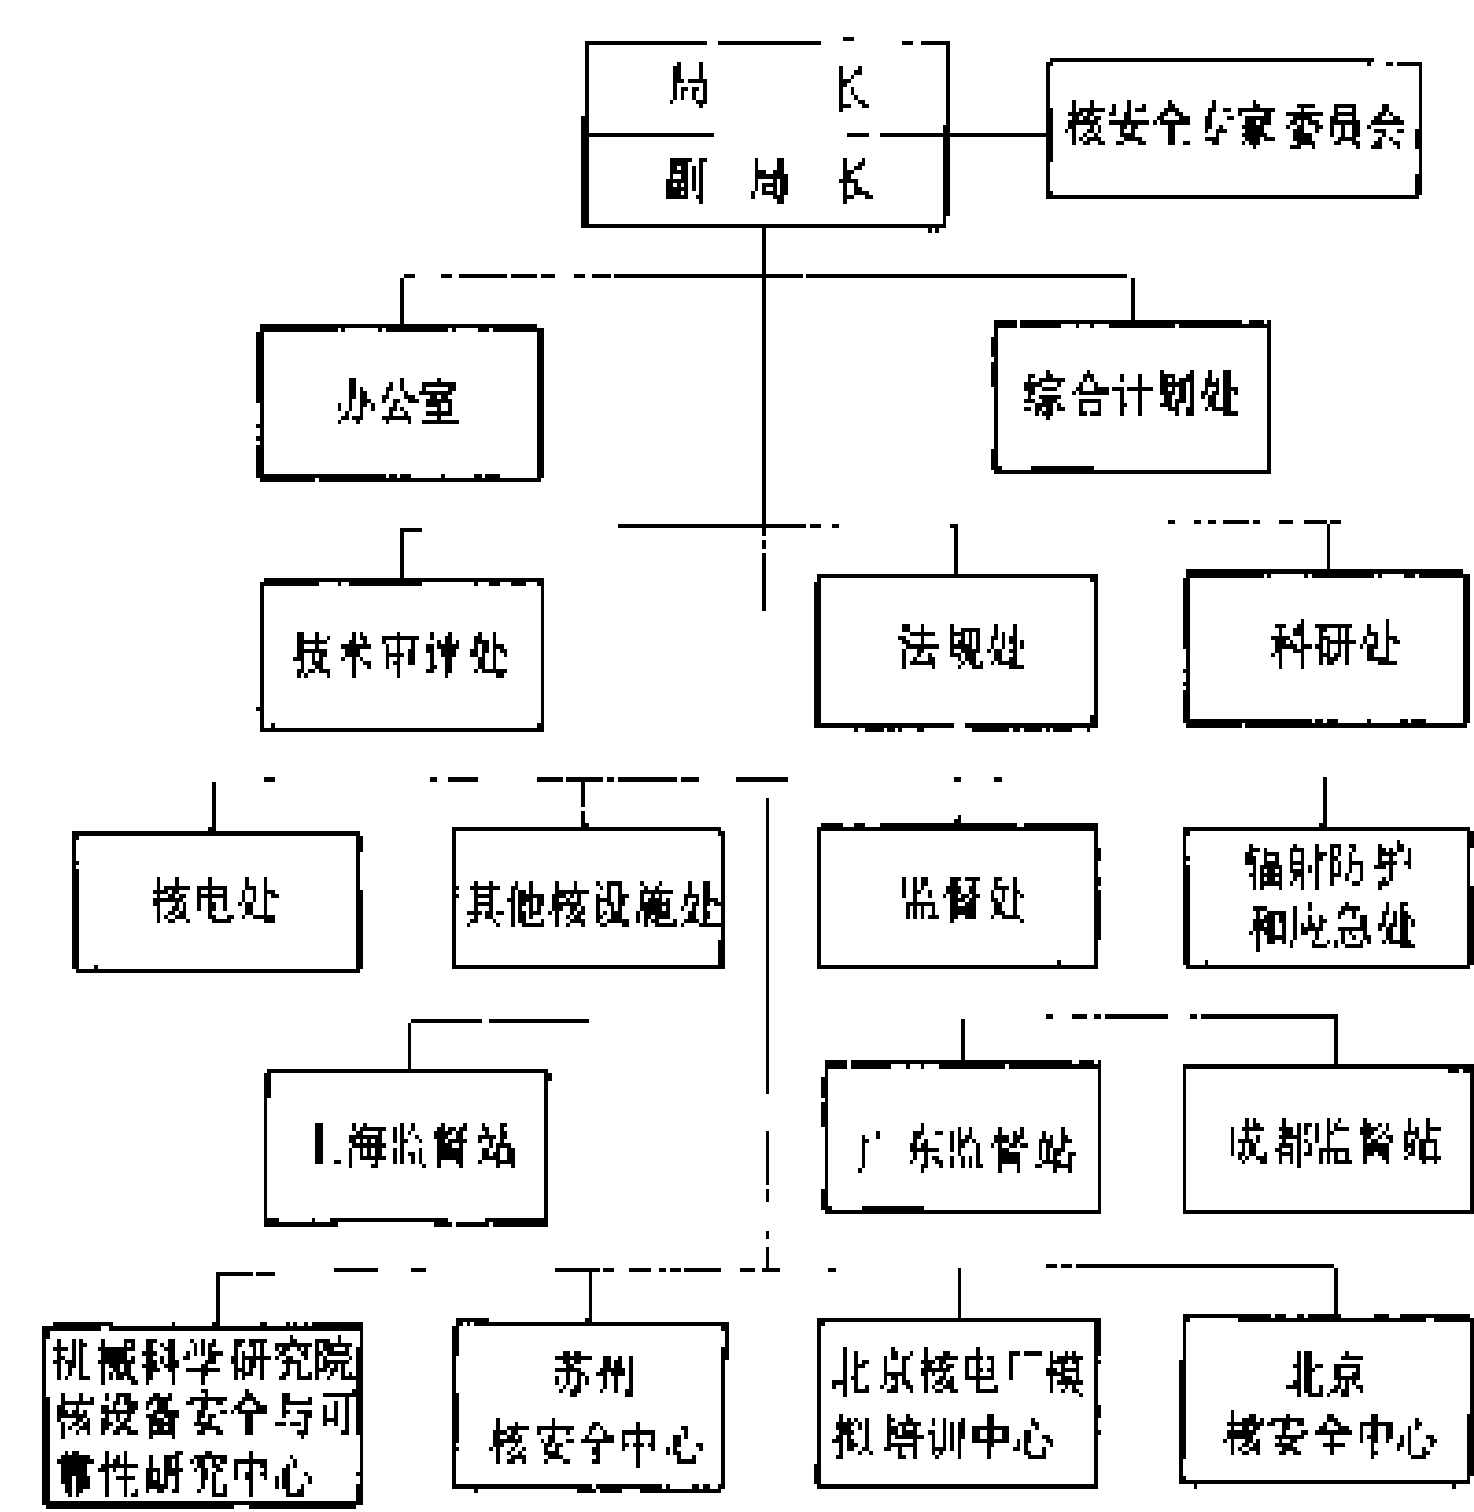 局 长
核安全专家委员会
副 局 长
办公室
综合计划处
技术审评处
法规处
科研处
核电处
其他核设施处
监督处
辐射防护
和应急处
上海监督站
广东监督站
成都监督站
机械科学研究院
核设备安全与可
靠性研究中心
苏州
核安全中心
北京核电厂模
拟培训中心
北京
核安全中心